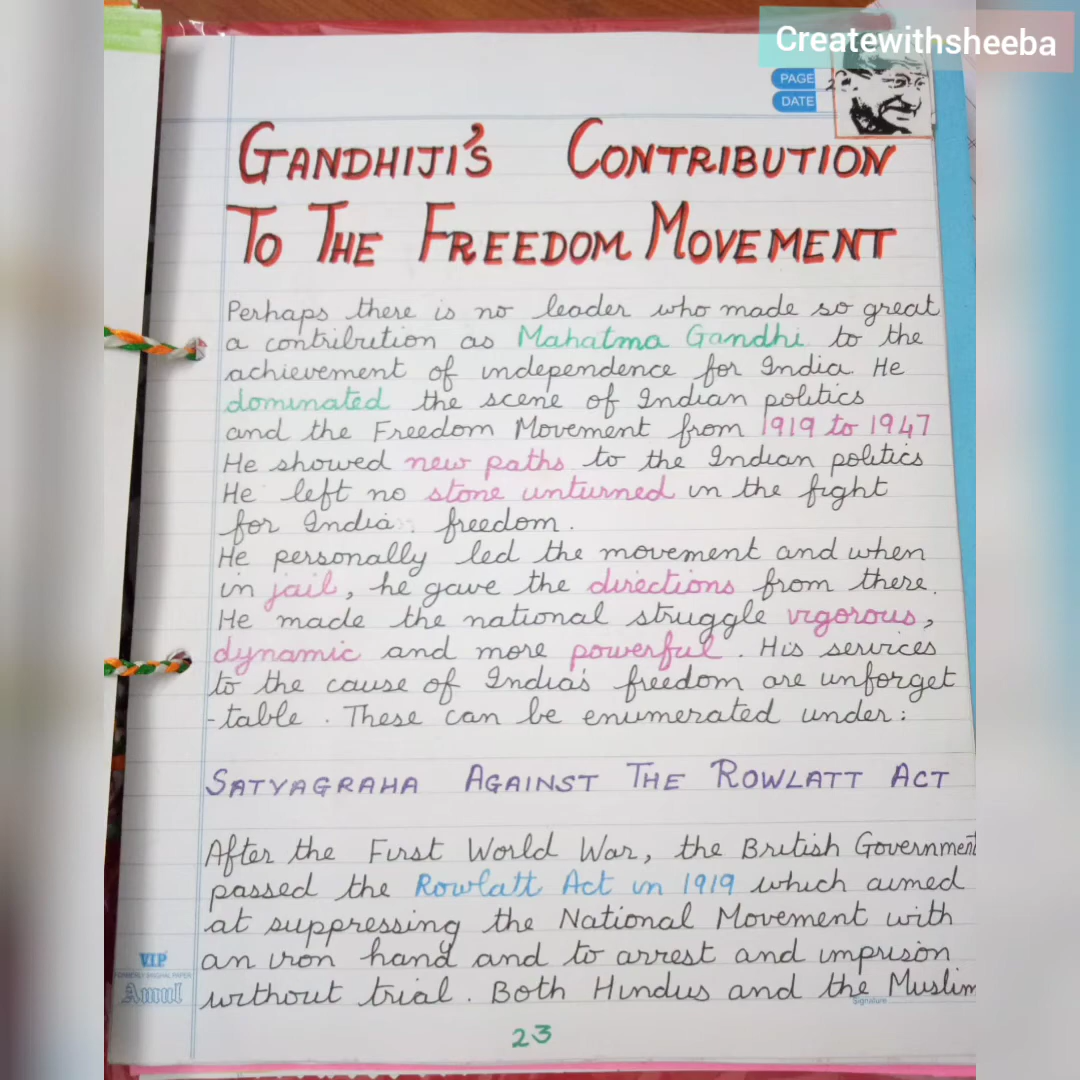 Createwithsheeba
PAGE
DATE
GANDHIJI'S CONTRIBUTION
TO THE FREEDOM MOVEMENT
Perhaps there is no leader who made so great
a contribution as Mahatma Gandhi to the
achievement of independence for India. He
dominated the scene of Indian politics
and the Freedom Movement from 1919 to 1947
He showed new paths to the Indian politics
He left no stone unturned in the fight
for India freedom.
He personally led the movement and when
in jail, he gave the directions from there.
He made the national struggle vigorous,
dynamic and more powerful. His services
to the cause of India's freedom are unforget
-table. These can be enumerated under:
SATYAGRAHA AGAINST THE ROWLATT ACT
After the First World War, the British Government
passed the Rowlatt Act in 1919 which aimed
at suppressing the National Movement with
an iron hand and to arrest and imprison
without trial. Both Hindus and the Muslim
VIP
FORMERLY SINGHAL PAPER
Amul
Signature
23